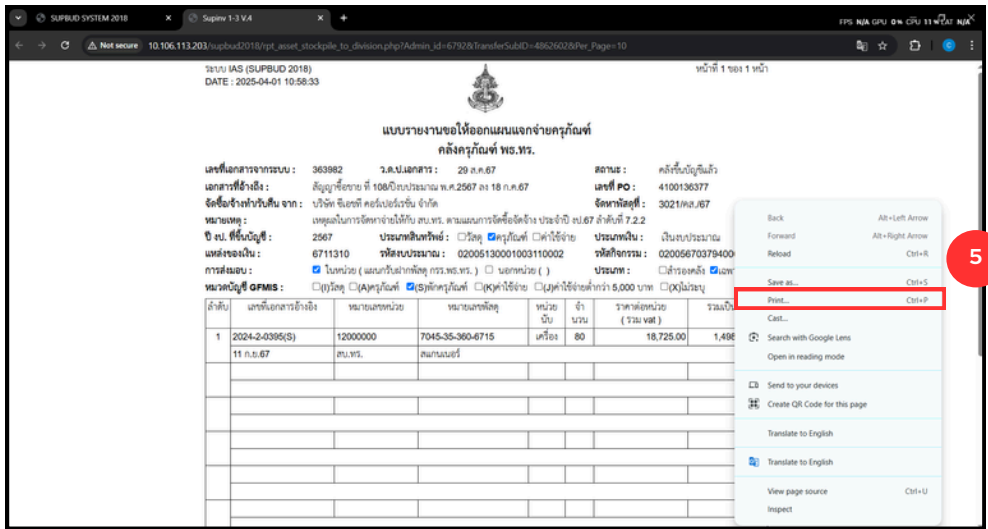 SUPBUD SYSTEM 2018
Supinv 1-3 V.4
FPS N/A GPU 0% CPU 11% LAT N/A
Not secure 10.106.113.203/supbud2018/rpt_asset_stockpile_to_division.php?Admin_id=6792&TransferSubID=4862602&Per_Page=10
ระบบ IAS (SUPBUD 2018)
หน้าที่ 1 ของ 1 หน้า
DATE : 2025-04-01 10:58:33
แบบรายงานขอให้ออกแผนแจกจ่ายครุภัณฑ์
คลังครุภัณฑ์ พธ.ทร.
เลขที่เอกสารจากระบบ : 363982 ว.ด.ป.เอกสาร : 29 ส.ค.67 สถานะ : คลังขึ้นบัญชีแล้ว
เอกสารที่อ้างถึง : สัญญาซื้อขาย ที่ 108/ปีงบประมาณ พ.ศ.2567 ลง 18 ก.ค.67 เลขที่ PO : 4100136377
จัดซื้อ/จ้างทำ/รับคืน จาก : บริษัท ซีเอชที คอร์เปอร์เรชั่น จำกัด จัดหาพัสดุที่ : 3021/หส./67
หมายเหตุ : เหตุผลในการจัดหาจ่ายให้กับ สบ.ทร. ตามแผนการจัดซื้อจัดจ้าง ประจำปี งป.67 ลำดับที่ 7.2.2
ปี งป. ที่ขึ้นบัญชี : 2567 ประเภทสินทรัพย์ : วัสดุ ครุภัณฑ์ ค่าใช้จ่าย ประเภทเงิน : เงินงบประมาณ
แหล่งของเงิน : 6711310 รหัสงบประมาณ : 02005130001003110002 รหัสกิจกรรม : 02005670379400
การส่งมอบ : ในหน่วย ( แผนกรับฝากพัสดุ กรว.พธ.ทร. ) นอกหน่วย ( ) ประเภท : สำรองคลัง เฉพา
หมวดบัญชี GFMIS : (I)วัสดุ (A)ครุภัณฑ์ (S)พักครุภัณฑ์ (K)ค่าใช้จ่าย (J)ค่าใช้จ่ายต่ำกว่า 5,000 บาท (X)ไม่ระบุ
ลำดับ เลขที่เอกสารอ้างอิง หมายเลขหน่วย หมายเลขพัสดุ หน่วย จำ ราคาต่อหน่วย รวมเป็น
นับ นวน ( รวม vat )
1 2024-2-0395(S) 12000000 7045-35-360-6715 เครื่อง 80 18,725.00 1,498
11 ก.ย.67 สบ.ทร. สแกนเนอร์
Back Alt+Left Arrow
Forward Alt+Right Arrow
Reload Ctrl+R
5
Save as... Ctrl+S
Print... Ctrl+P
Cast...
Search with Google Lens
Open in reading mode
Send to your devices
Create QR Code for this page
Translate to English
Translate to English
View page source Ctrl+U
Inspect